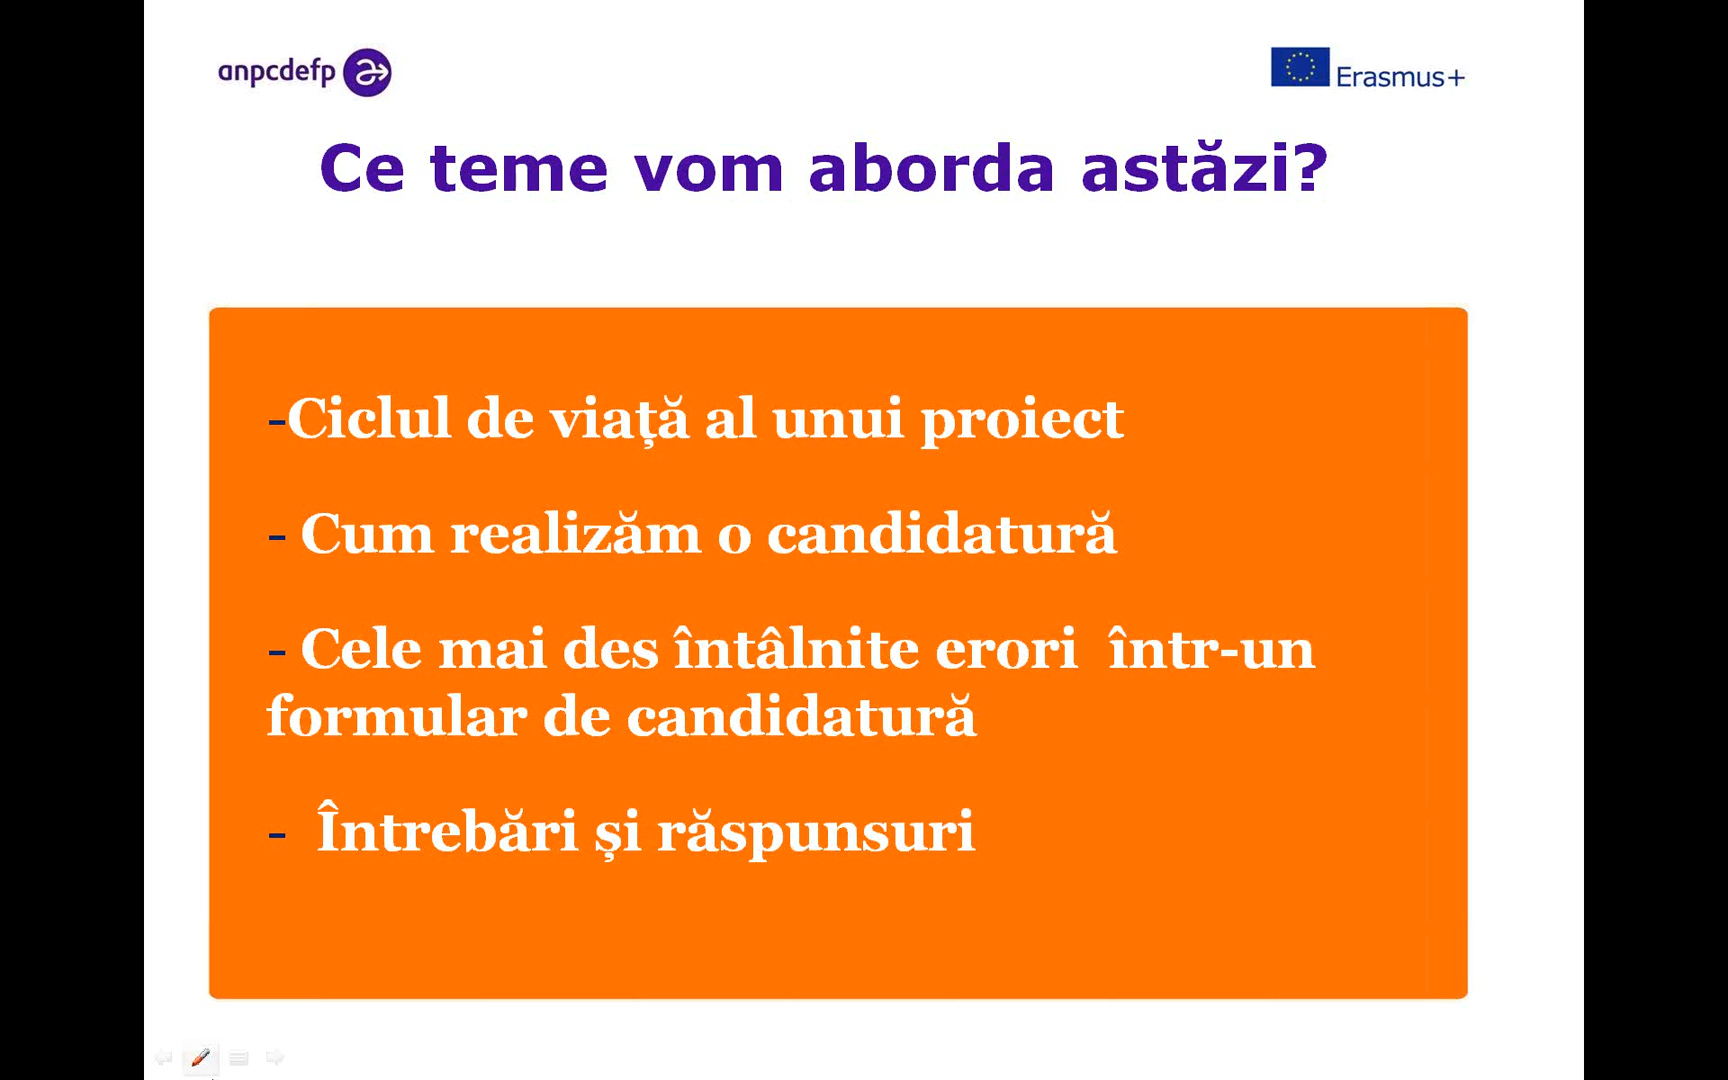 anpcdefp
Erasmus+
Ce teme vom aborda astăzi?
-Ciclul de viață al unui proiect
- Cum realizăm o candidatură
- Cele mai des întâlnite erori  într-un
formular de candidatură
-  Întrebări și răspunsuri